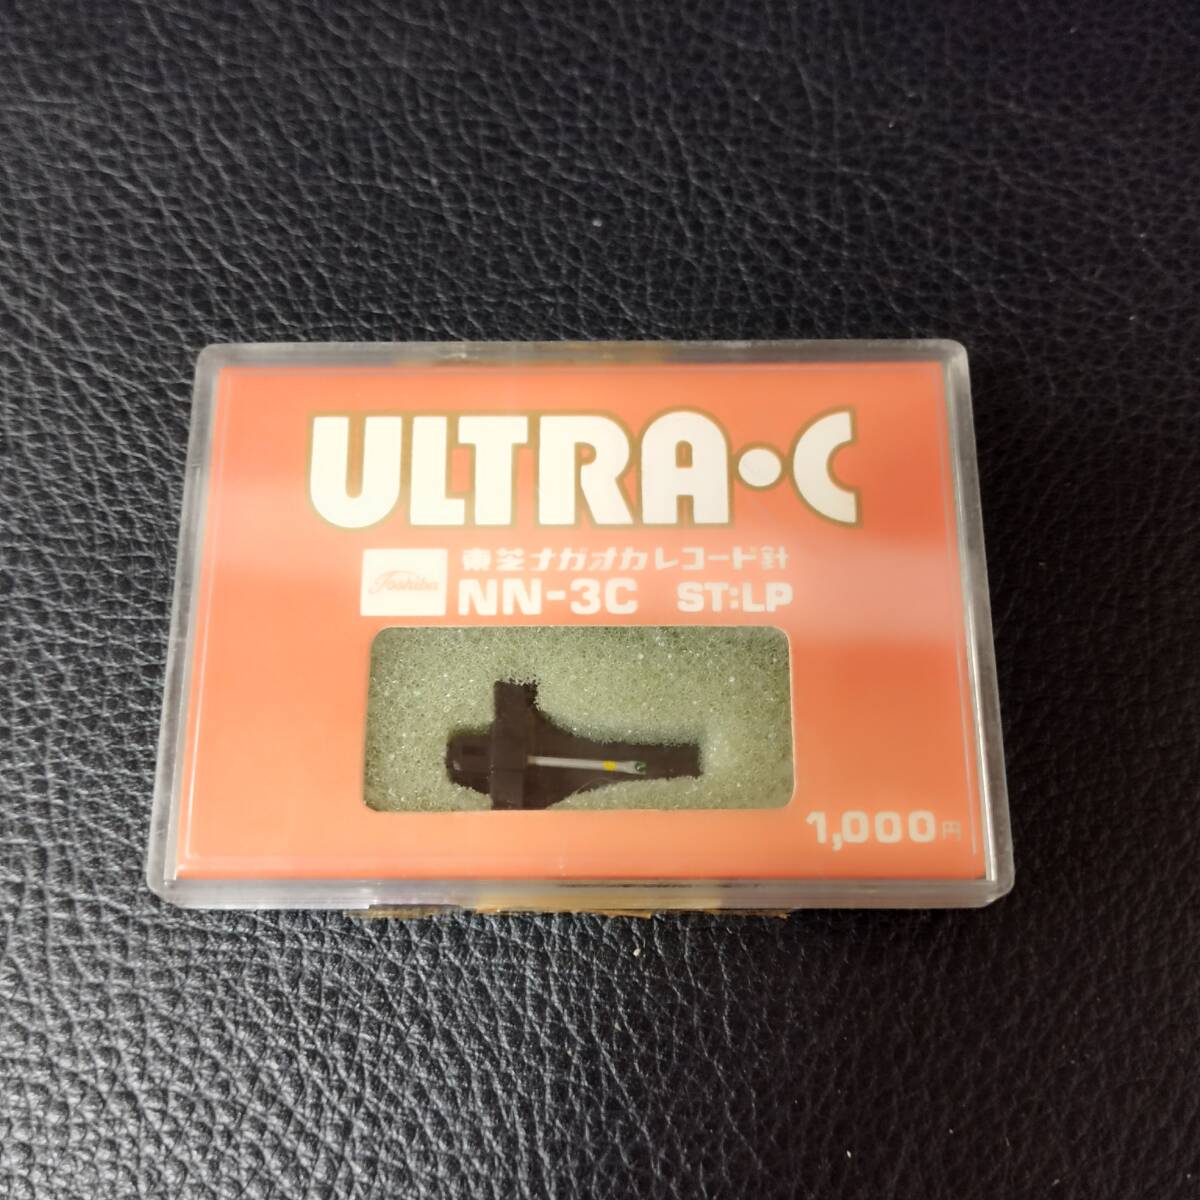 ULTRA•C
東芝ナガオカレコード針
Toshiba
NN-3C ST:LP
1,000円